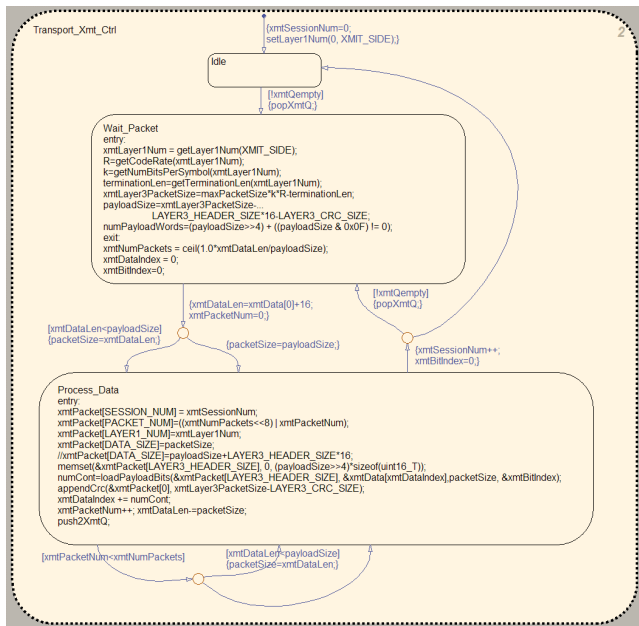 Transport_Xmt_Ctrl
2
{xmtSessionNum=0;
setLayer1Num(0, XMIT_SIDE);}
Idle
[!xmtQempty]
{popXmtQ;}
Wait_Packet
entry:
xmtLayer1Num = getLayer1Num(XMIT_SIDE);
R=getCodeRate(xmtLayer1Num);
k=getNumBitsPerSymbol(xmtLayer1Num);
terminationLen=getTerminationLen(xmtLayer1Num);
xmtLayer3PacketSize=maxPacketSize*k*R-terminationLen;
payloadSize=xmtLayer3PacketSize-...
LAYER3_HEADER_SIZE*16-LAYER3_CRC_SIZE;
numPayloadWords=(payloadSize>>4) + ((payloadSize & 0x0F) != 0);
exit:
xmtNumPackets = ceil(1.0*xmtDataLen/payloadSize);
xmtDataIndex = 0;
xmtBitIndex=0;
{xmtDataLen=xmtData[0]+16;
xmtPacketNum=0;}
[!xmtQempty]
{popXmtQ;}
[xmtDataLen<payloadSize]
{packetSize=xmtDataLen;}
{packetSize=payloadSize;}
{xmtSessionNum++;
xmtBitIndex=0;}
Process_Data
entry:
xmtPacket[SESSION_NUM] = xmtSessionNum;
xmtPacket[PACKET_NUM]=((xmtNumPackets<<8) | xmtPacketNum);
xmtPacket[LAYER1_NUM]=xmtLayer1Num;
xmtPacket[DATA_SIZE]=packetSize;
//xmtPacket[DATA_SIZE]=payloadSize+LAYER3_HEADER_SIZE*16;
memset(&xmtPacket[LAYER3_HEADER_SIZE], 0, (payloadSize>>4)*sizeof(uint16_T));
numCont=loadPayloadBits(&xmtPacket[LAYER3_HEADER_SIZE], &xmtData[xmtDataIndex],packetSize, &xmtBitIndex);
appendCrc(&xmtPacket[0], xmtLayer3PacketSize-LAYER3_CRC_SIZE);
xmtDataIndex += numCont;
xmtPacketNum++; xmtDataLen-=packetSize;
push2XmtQ;
[xmtPacketNum<xmtNumPackets]
[xmtDataLen<payloadSize]
{packetSize=xmtDataLen;}